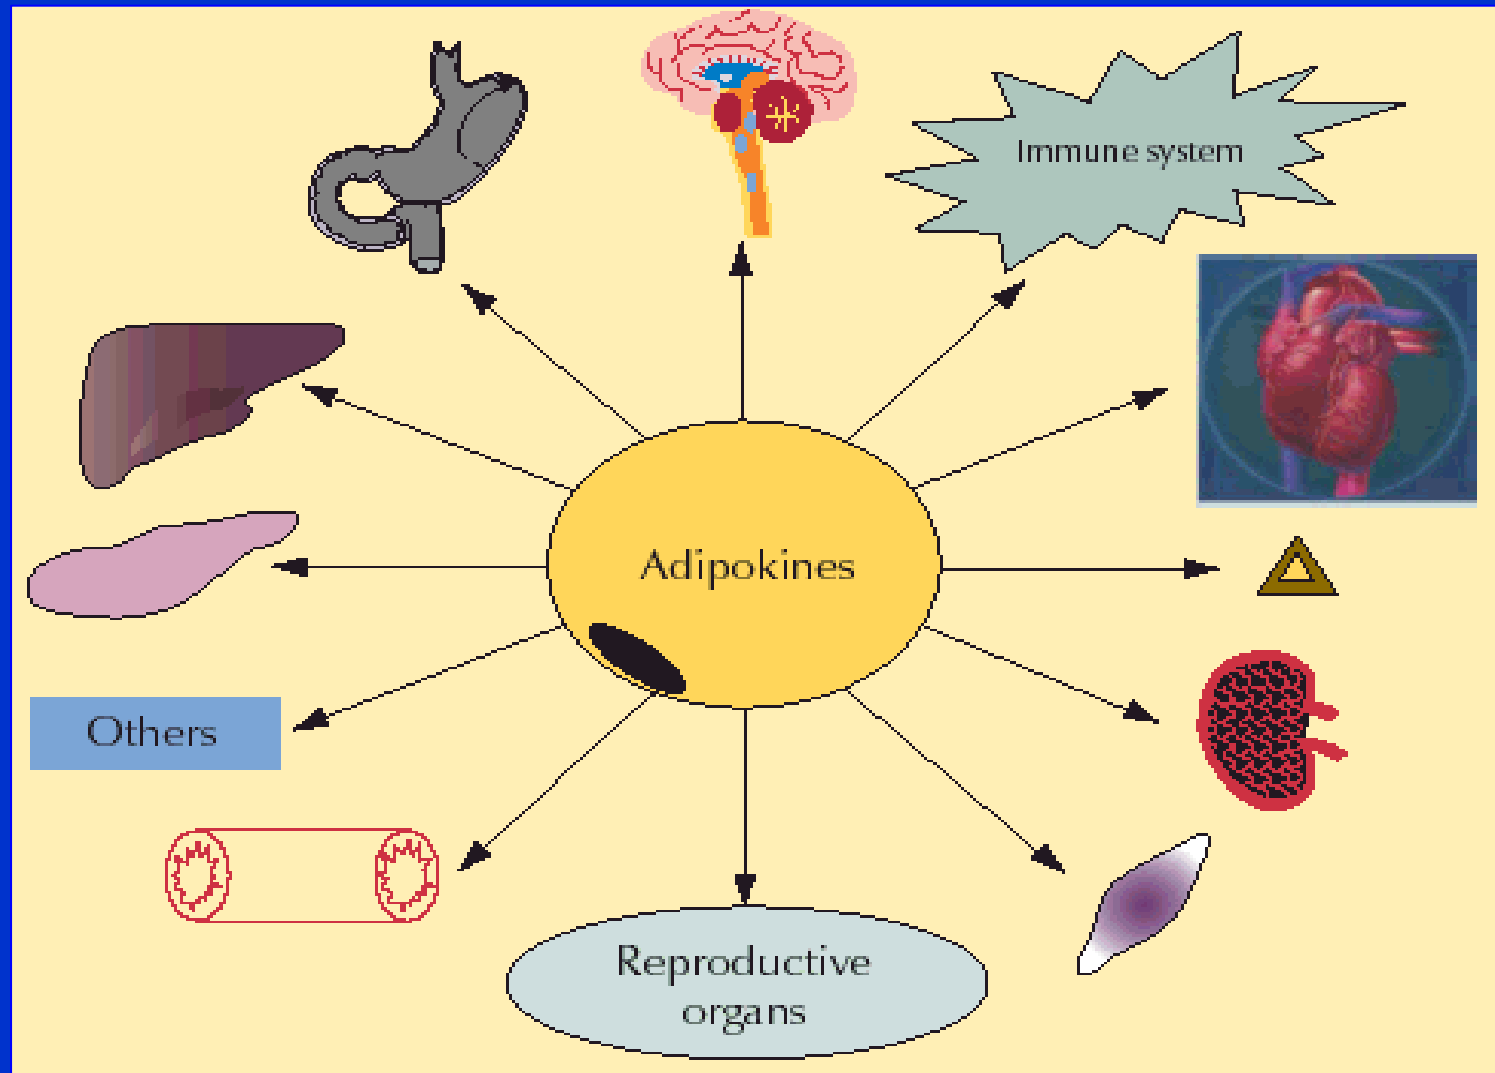 Immune system
Adipokines
Others
Reproductive
organs